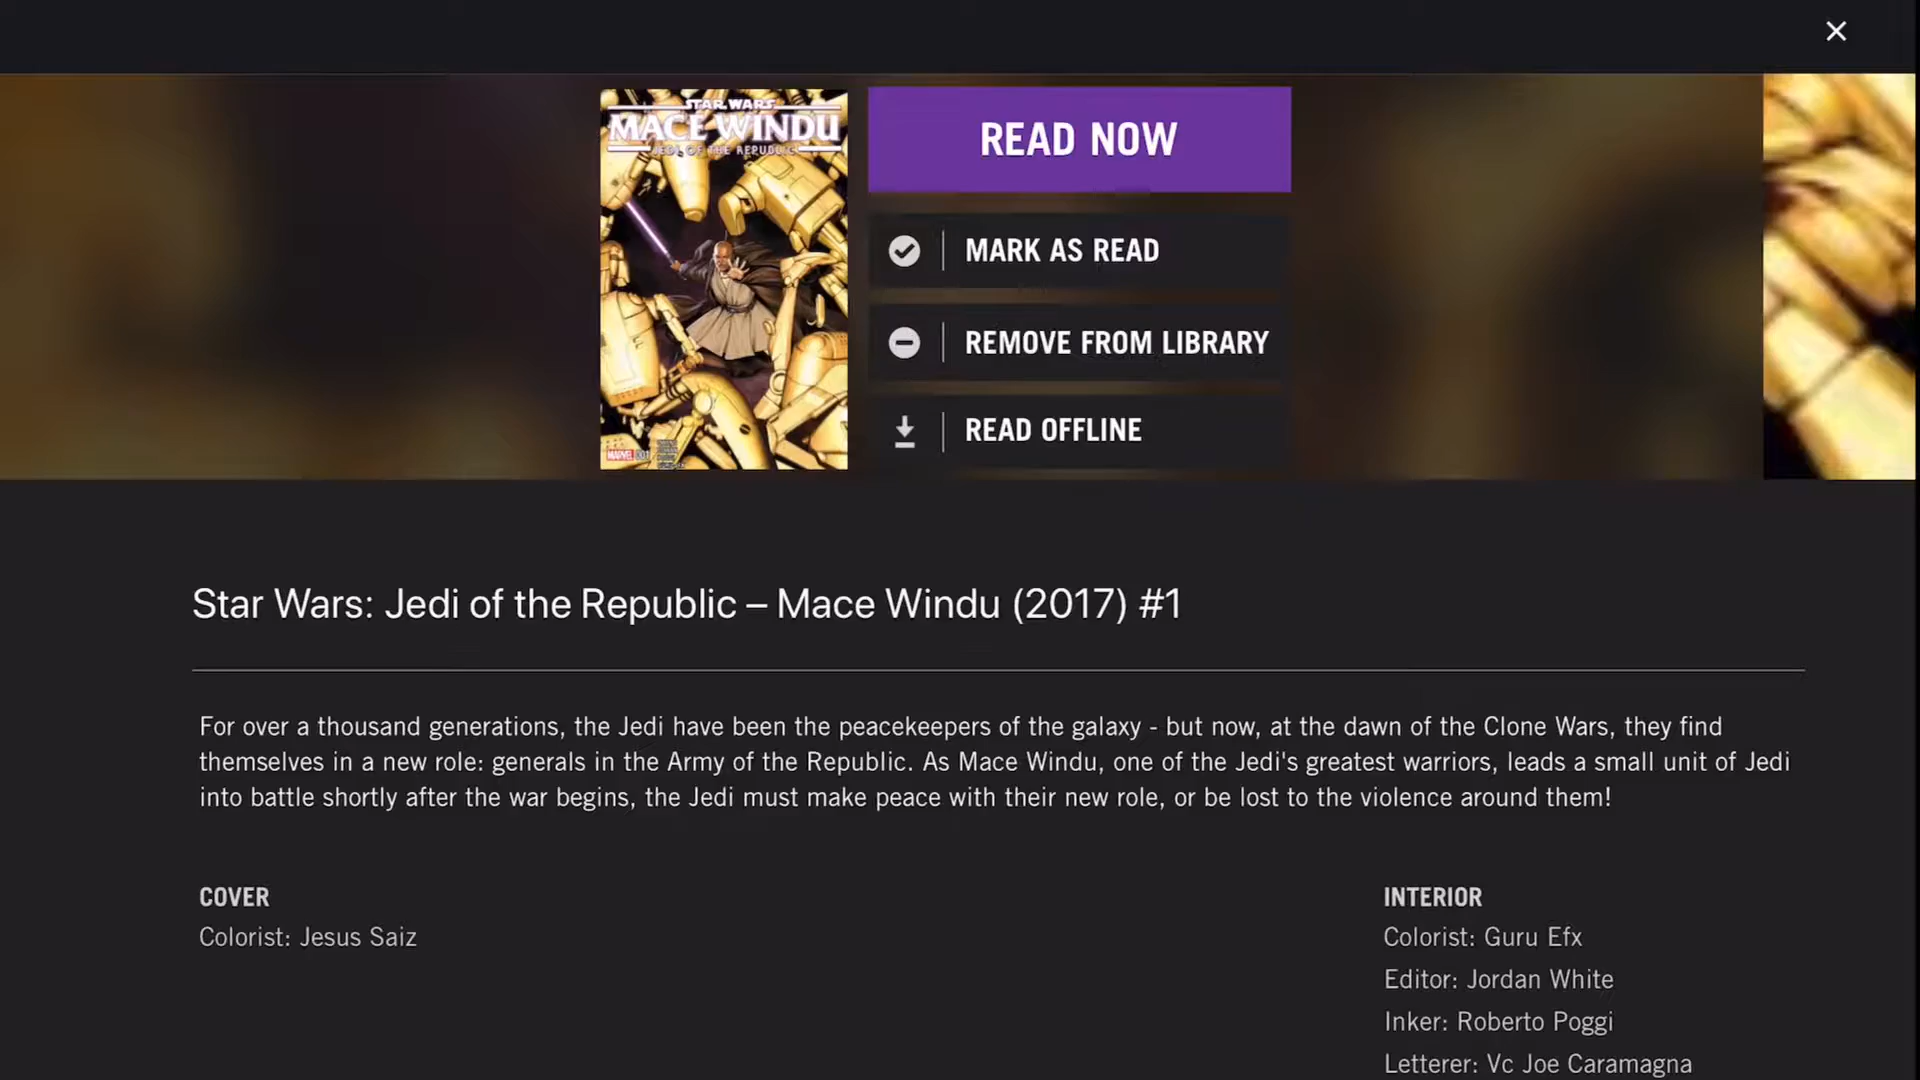 STAR WARS
MACE WINDU
JEDI OF THE REPUBLIC
MARVEL 001
READ NOW
MARK AS READ
REMOVE FROM LIBRARY
READ OFFLINE
Star Wars: Jedi of the Republic – Mace Windu (2017) #1
For over a thousand generations, the Jedi have been the peacekeepers of the galaxy - but now, at the dawn of the Clone Wars, they find
themselves in a new role: generals in the Army of the Republic. As Mace Windu, one of the Jedi's greatest warriors, leads a small unit of Jedi
into battle shortly after the war begins, the Jedi must make peace with their new role, or be lost to the violence around them!
COVER
Colorist: Jesus Saiz
INTERIOR
Colorist: Guru Efx
Editor: Jordan White
Inker: Roberto Poggi
Letterer: Vc Joe Caramagna